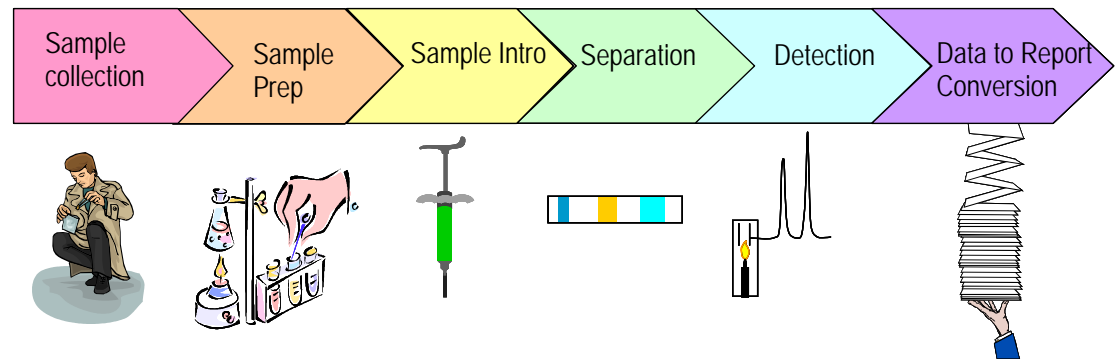 Sample
collection
Sample
Prep
Sample Intro
Separation
Detection
Data to Report
Conversion